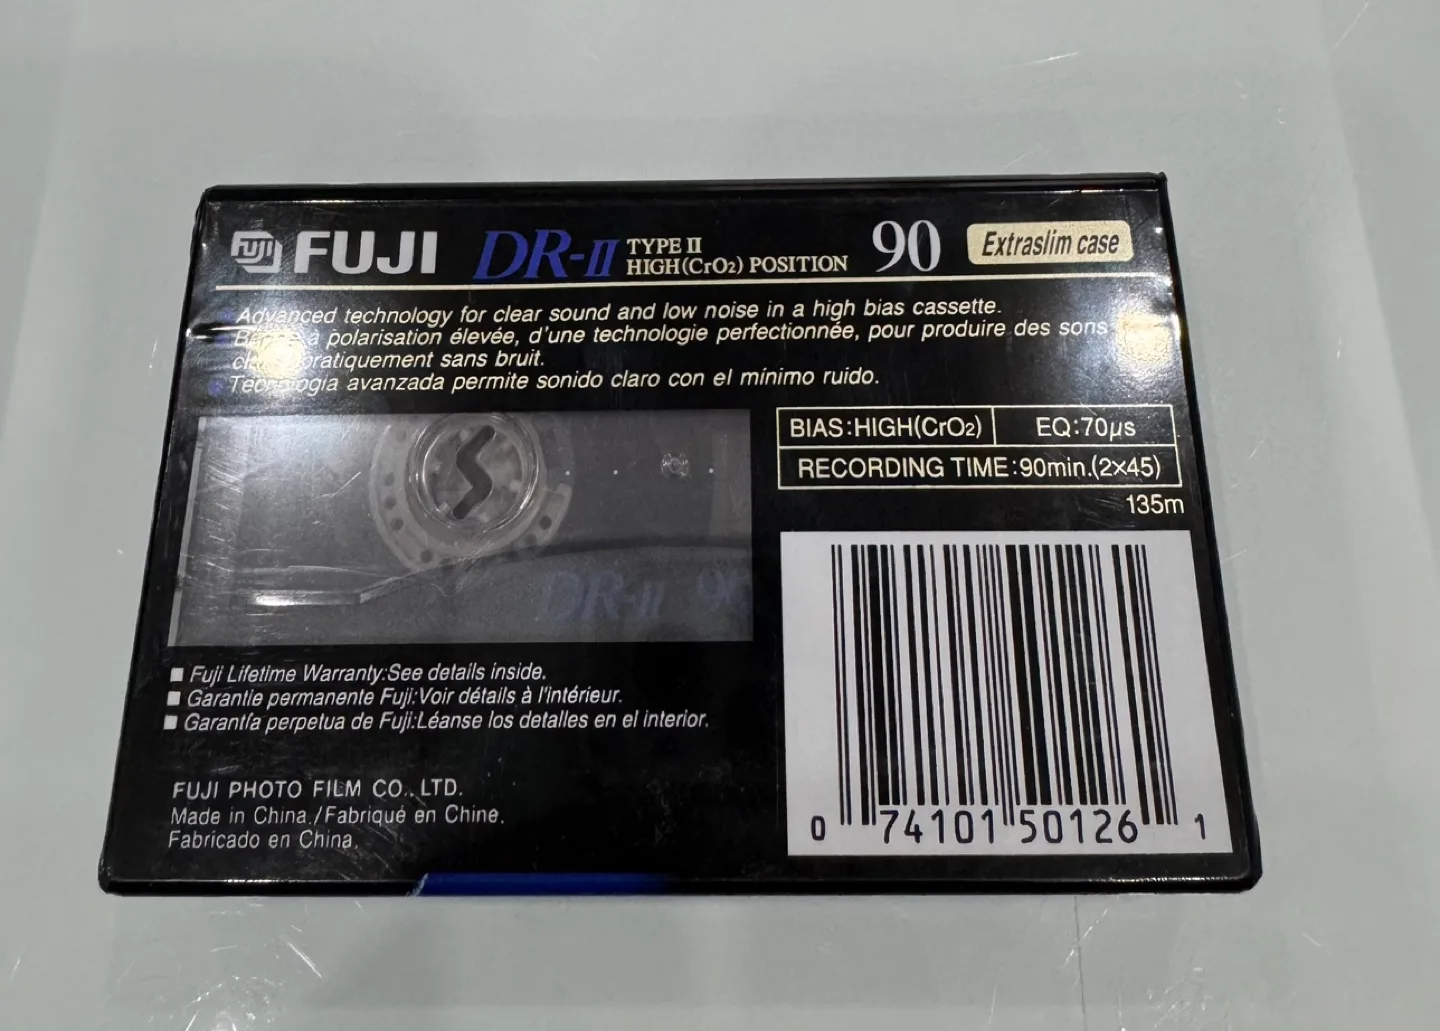 FUJI FUJI DR-II TYPE II HIGH(CrO₂) POSITION 90 Extraslim case
Advanced technology for clear sound and low noise in a high bias cassette.
à polarisation élevée, d'une technologie perfectionnée, pour produire des sons
pratiquement sans bruit.
Tecnología avanzada permite sonido claro con el mínimo ruido.
BIAS:HIGH(CrO₂) EQ:70µs
RECORDING TIME:90min.(2×45)
135m
DR-II 90
Fuji Lifetime Warranty:See details inside.
Garantie permanente Fuji:Voir détails à l'intérieur.
Garantía perpetua de Fuji:Léanse los detalles en el interior.
FUJI PHOTO FILM CO., LTD.
Made in China./Fabriqué en Chine.
Fabricado en China.
0 74101 50126 1